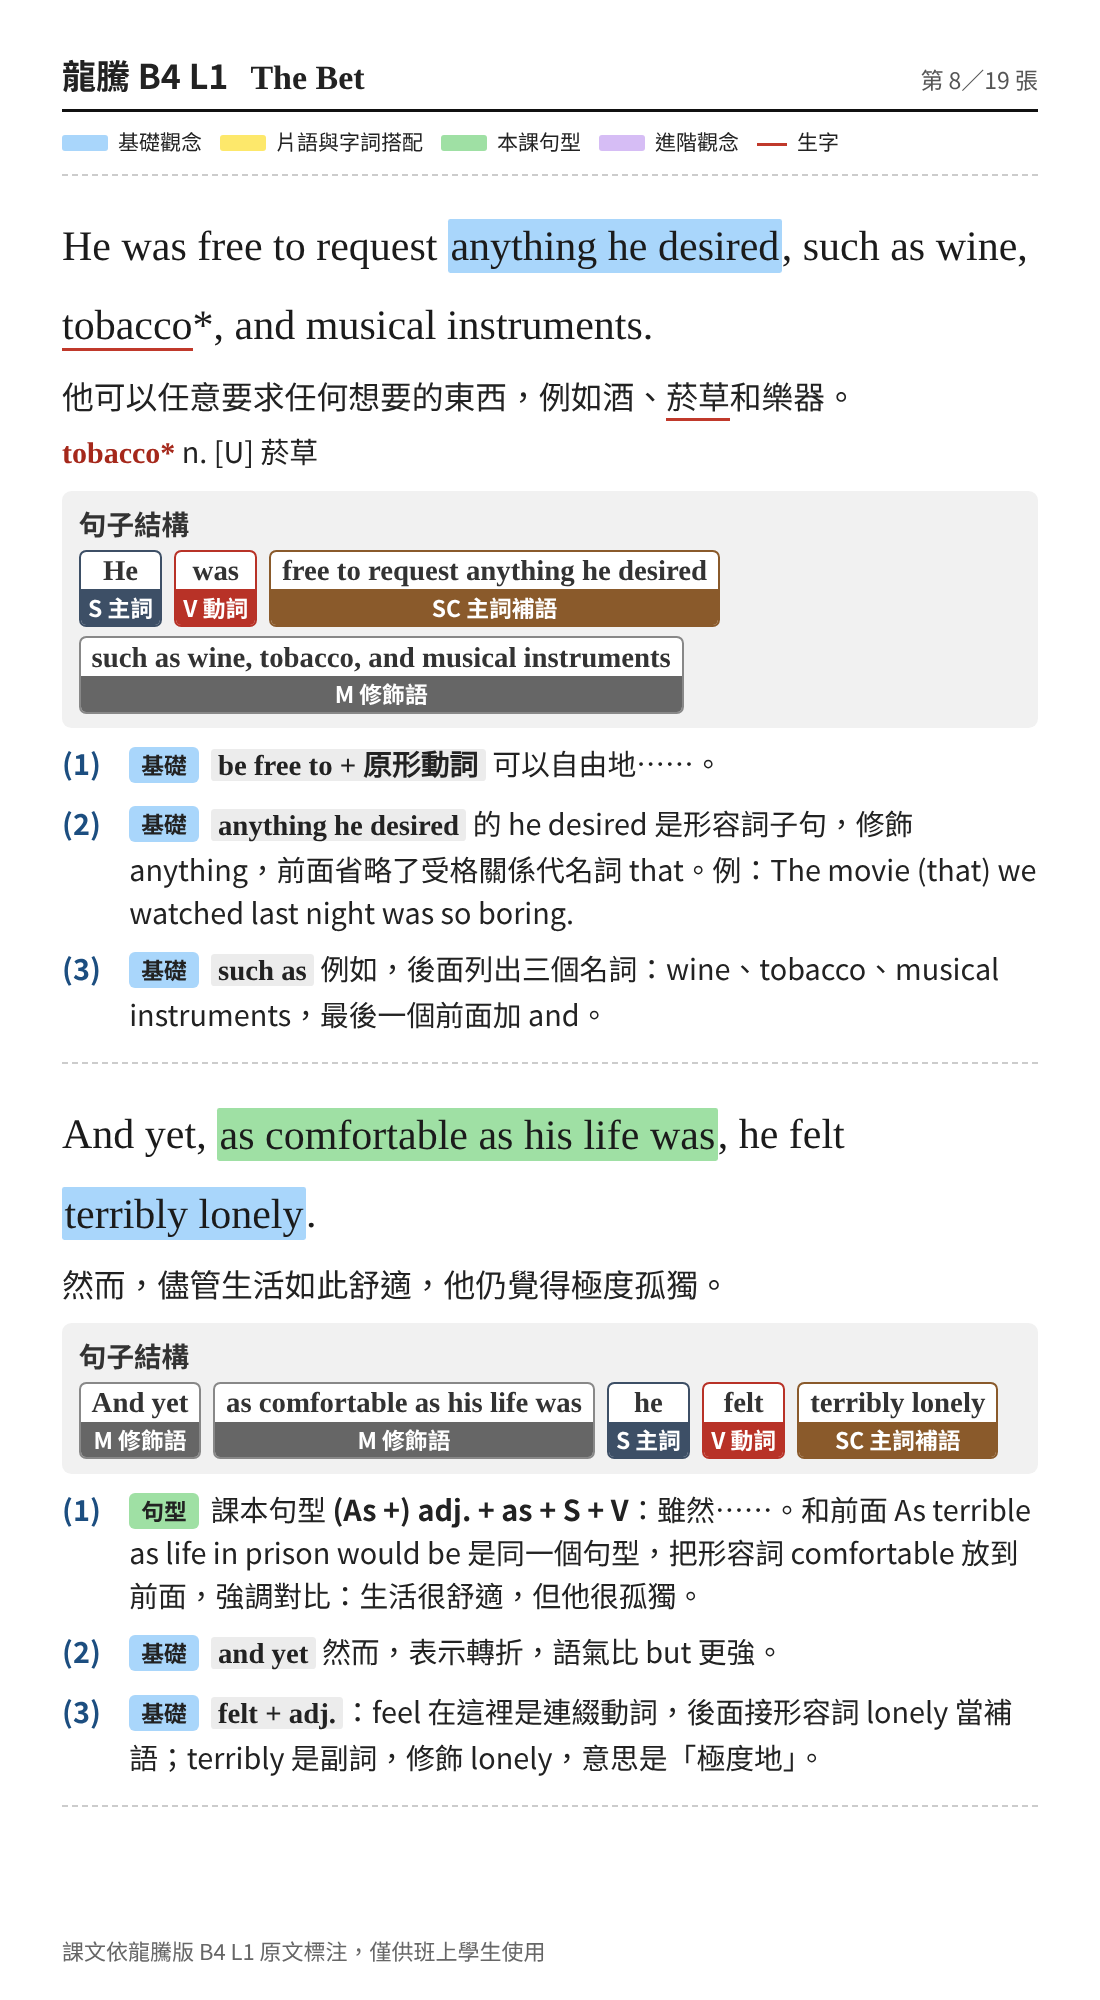 龍騰 B4 L1 The Bet
第 8／19 張
基礎觀念 片語與字詞搭配 本課句型 進階觀念 生字
He was free to request anything he desired, such as wine,
tobacco*, and musical instruments.
他可以任意要求任何想要的東西，例如酒、菸草和樂器。
tobacco* n. [U] 菸草
句子結構
He was free to request anything he desired
S 主詞 V 動詞 SC 主詞補語
such as wine, tobacco, and musical instruments
M 修飾語
(1) 基礎 be free to + 原形動詞 可以自由地……。
(2) 基礎 anything he desired 的 he desired 是形容詞子句，修飾
anything，前面省略了受格關係代名詞 that。例：The movie (that) we
watched last night was so boring.
(3) 基礎 such as 例如，後面列出三個名詞：wine、tobacco、musical
instruments，最後一個前面加 and。
And yet, as comfortable as his life was, he felt
terribly lonely.
然而，儘管生活如此舒適，他仍覺得極度孤獨。
句子結構
And yet as comfortable as his life was he felt terribly lonely
M 修飾語 M 修飾語 S 主詞 V 動詞 SC 主詞補語
(1) 句型 課本句型 (As +) adj. + as + S + V：雖然……。和前面 As terrible
as life in prison would be 是同一個句型，把形容詞 comfortable 放到
前面，強調對比：生活很舒適，但他很孤獨。
(2) 基礎 and yet 然而，表示轉折，語氣比 but 更強。
(3) 基礎 felt + adj.：feel 在這裡是連綴動詞，後面接形容詞 lonely 當補
語；terribly 是副詞，修飾 lonely，意思是「極度地」。
課文依龍騰版 B4 L1 原文標注，僅供班上學生使用